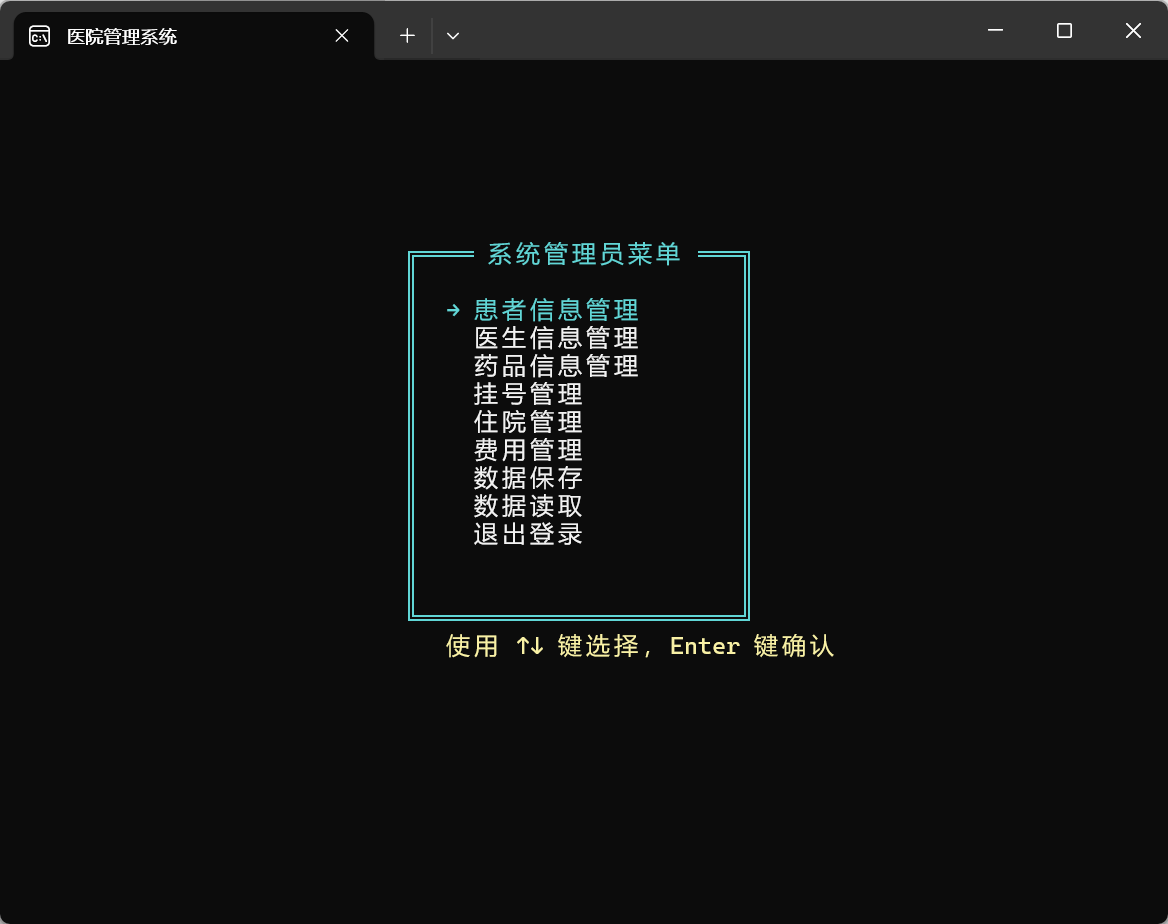 医院管理系统
系统管理员菜单
→ 患者信息管理
医生信息管理
药品信息管理
挂号管理
住院管理
费用管理
数据保存
数据读取
退出登录
使用 ↑↓ 键选择, Enter 键确认